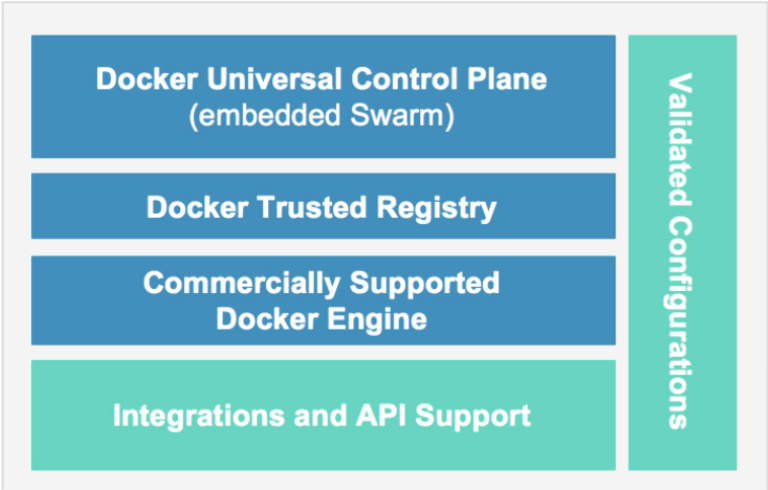 Docker Universal Control Plane
(embedded Swarm)
Docker Trusted Registry
Commercially Supported
Docker Engine
Integrations and API Support
Validated Configurations